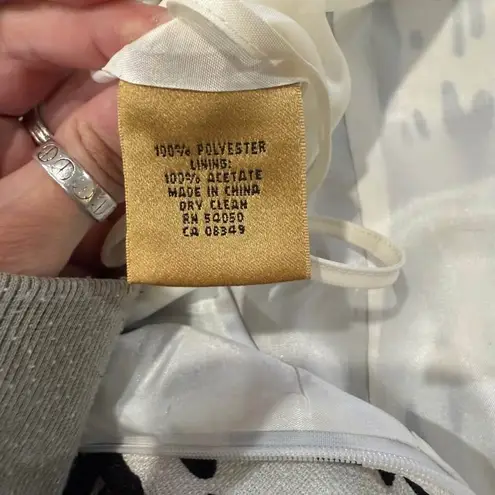 100% POLYESTER
LINING:
100% ACETATE
MADE IN CHINA
DRY CLEAN
RN 54050
CA 08349